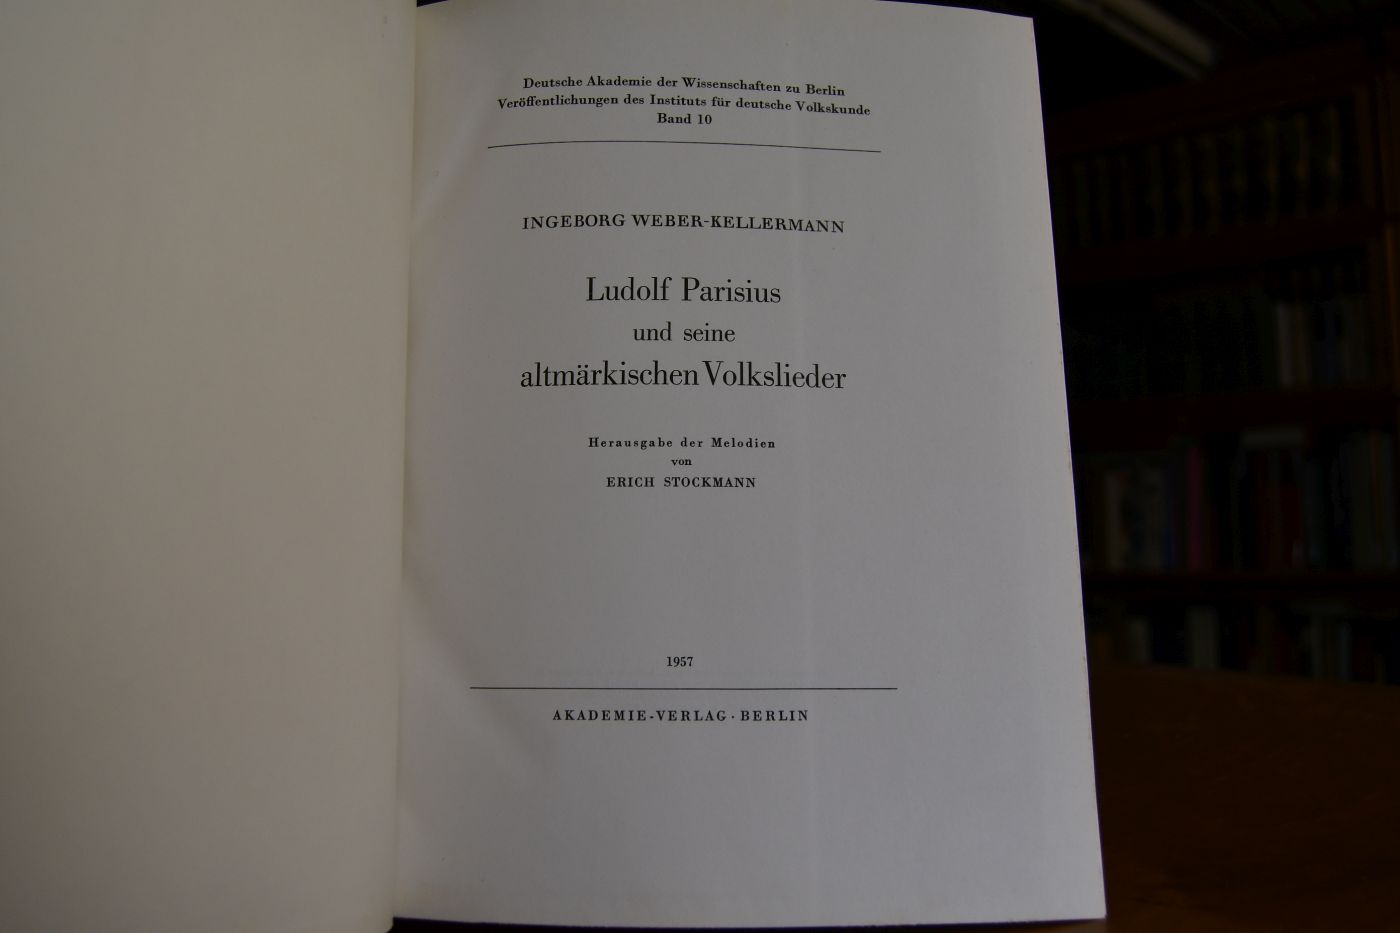 Deutsche Akademie der Wissenschaften zu Berlin
Veröffentlichungen des Instituts für deutsche Volkskunde
Band 10
INGEBORG WEBER-KELLERMANN
Ludolf Parisius
und seine
altmärkischen Volkslieder
Herausgabe der Melodien
von
ERICH STOCKMANN
1957
AKADEMIE-VERLAG · BERLIN